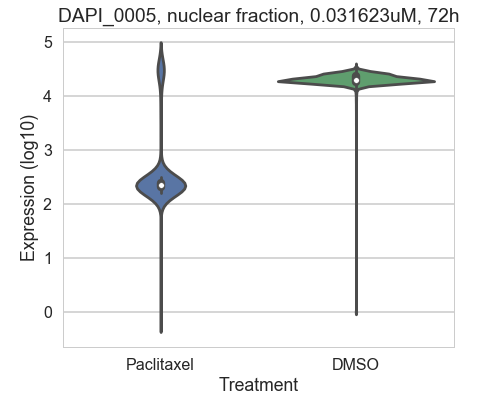 DAPI_0005, nuclear fraction, 0.031623uM, 72h
Expression (log10)
5
4
3
2
1
0
Paclitaxel DMSO
Treatment